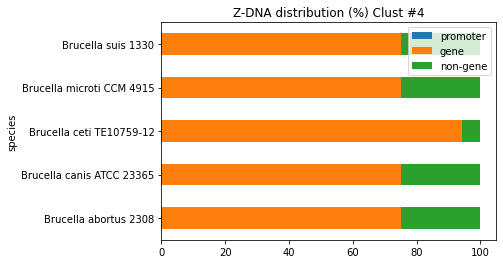 Z-DNA distribution (%) Clust #4
promoter
gene
non-gene
species
Brucella suis 1330
Brucella microti CCM 4915
Brucella ceti TE10759-12
Brucella canis ATCC 23365
Brucella abortus 2308
0 20 40 60 80 100